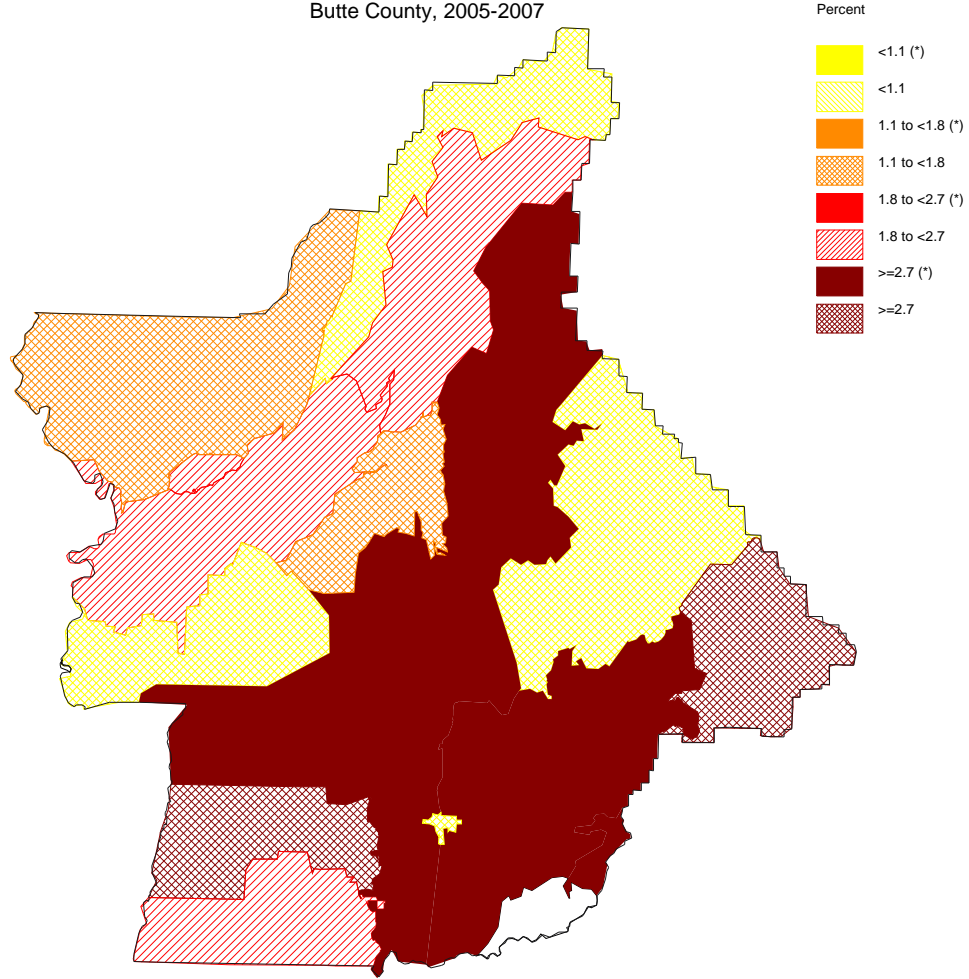 Butte County, 2005-2007
Percent
<1.1 (*)
<1.1
1.1 to <1.8 (*)
1.1 to <1.8
1.8 to <2.7 (*)
1.8 to <2.7
>=2.7 (*)
>=2.7